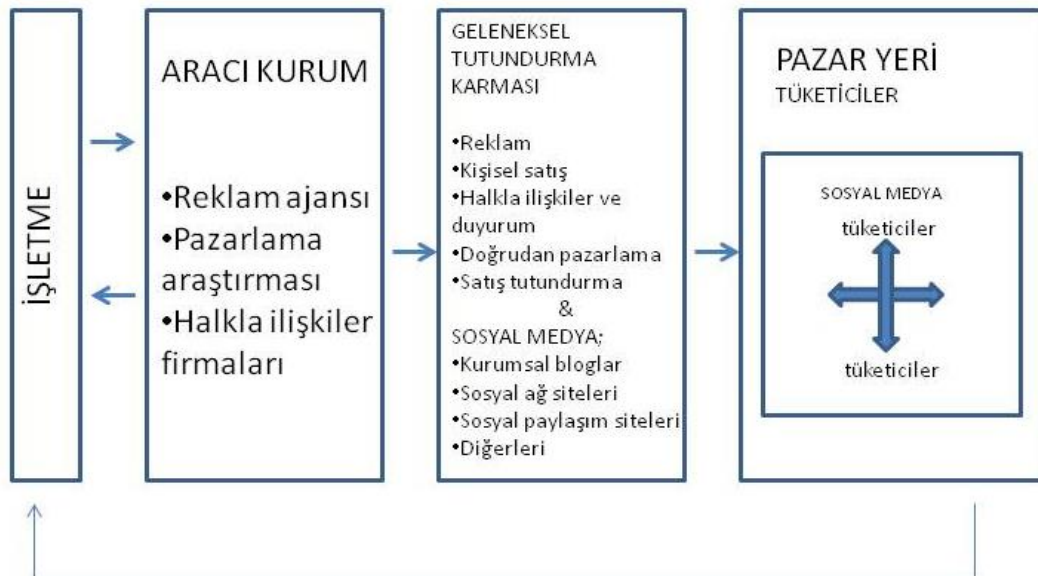 İŞLETME
ARACI KURUM
•Reklam ajansı
•Pazarlama
araştırması
•Halkla ilişkiler
firmaları
GELENEKSEL
TUTUNDURMA
KARMASI
•Reklam
•Kişisel satış
•Halkla ilişkiler ve
duyurum
•Doğrudan pazarlama
•Satış tutundurma
&
SOSYAL MEDYA;
•Kurumsal bloglar
•Sosyal ağ siteleri
•Sosyal paylaşım siteleri
•Diğerleri
PAZAR YERİ
TÜKETİCİLER
SOSYAL MEDYA
tüketiciler
tüketiciler